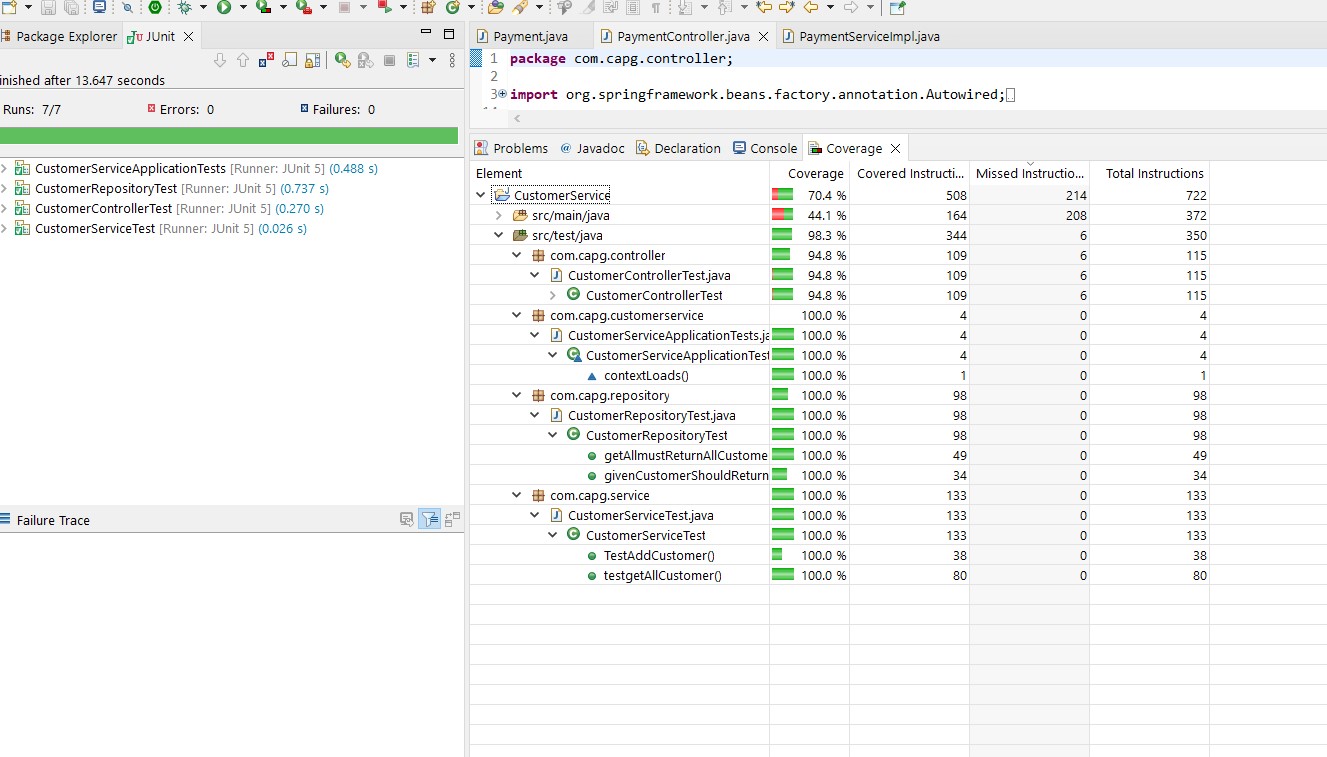 Package Explorer
JUnit
inished after 13.647 seconds
Runs: 7/7
Errors: 0
Failures: 0
CustomerServiceApplicationTests [Runner: JUnit 5] (0.488 s)
CustomerRepositoryTest [Runner: JUnit 5] (0.737 s)
CustomerControllerTest [Runner: JUnit 5] (0.270 s)
CustomerServiceTest [Runner: JUnit 5] (0.026 s)
Failure Trace
Payment.java
PaymentController.java
PaymentServiceImpl.java
1 package com.capg.controller;
2
3 import org.springframework.beans.factory.annotation.Autowired;
Problems
@ Javadoc
Declaration
Console
Coverage
Element Coverage Covered Instructi... Missed Instructio... Total Instructions
CustomerService 70.4 % 508 214 722
src/main/java 44.1 % 164 208 372
src/test/java 98.3 % 344 6 350
com.capg.controller 94.8 % 109 6 115
CustomerControllerTest.java 94.8 % 109 6 115
CustomerControllerTest 94.8 % 109 6 115
com.capg.customerservice 100.0 % 4 0 4
CustomerServiceApplicationTests.ja 100.0 % 4 0 4
CustomerServiceApplicationTest 100.0 % 4 0 4
contextLoads() 100.0 % 1 0 1
com.capg.repository 100.0 % 98 0 98
CustomerRepositoryTest.java 100.0 % 98 0 98
CustomerRepositoryTest 100.0 % 98 0 98
getAllmustReturnAllCustome 100.0 % 49 0 49
givenCustomerShouldReturn 100.0 % 34 0 34
com.capg.service 100.0 % 133 0 133
CustomerServiceTest.java 100.0 % 133 0 133
CustomerServiceTest 100.0 % 133 0 133
TestAddCustomer() 100.0 % 38 0 38
testgetAllCustomer() 100.0 % 80 0 80